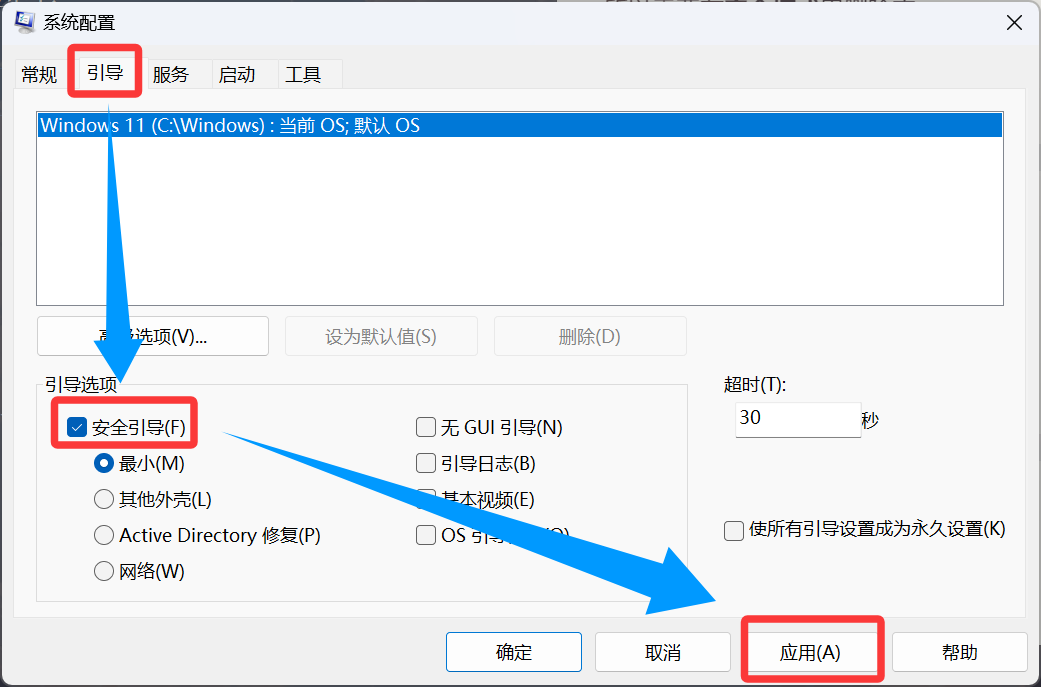 系统配置
常规 引导 服务 启动 工具
Windows 11 (C:\Windows) : 当前 OS; 默认 OS
选项(V)... 设为默认值(S) 删除(D)
引导选项
超时(T):
安全引导(F) 无 GUI 引导(N)
30 秒
最小(M) 引导日志(B)
其他外壳(L) 基本视频(E)
Active Directory 修复(P) OS 引
使所有引导设置成为永久设置(K)
网络(W)
确定 取消 应用(A) 帮助